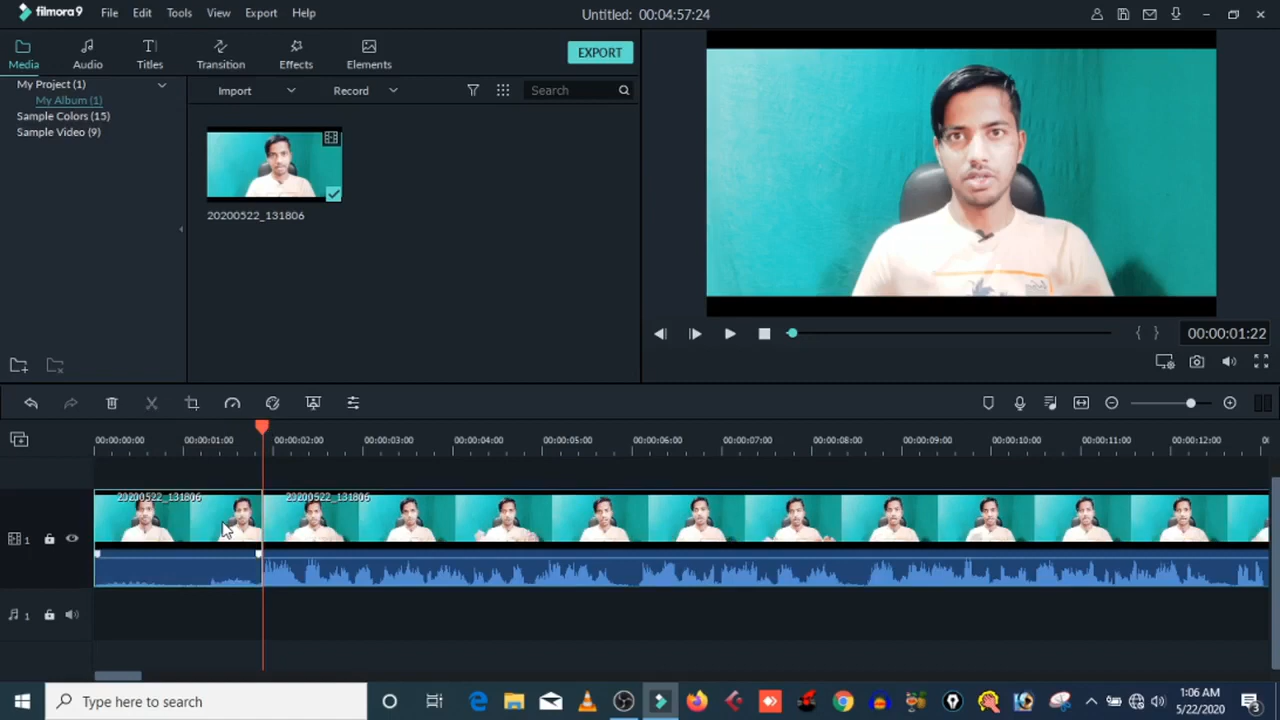 filmora9 File Edit Tools View Export Help Untitled: 00:04:57:24
Media Audio Titles Transition Effects Elements EXPORT
My Project (1) Import Record Search
My Album (1)
Sample Colors (15)
Sample Video (9)
20200522_131806
00:00:01:22
00:00:00:00 00:00:01:00 00:00:02:00 00:00:03:00 00:00:04:00 00:00:05:00 00:00:06:00 00:00:07:00 00:00:08:00 00:00:09:00 00:00:10:00 00:00:11:00 00:00:12:00
20200522_131806 20200522_131806
1
1
Type here to search 1:06 AM
5/22/2020 3